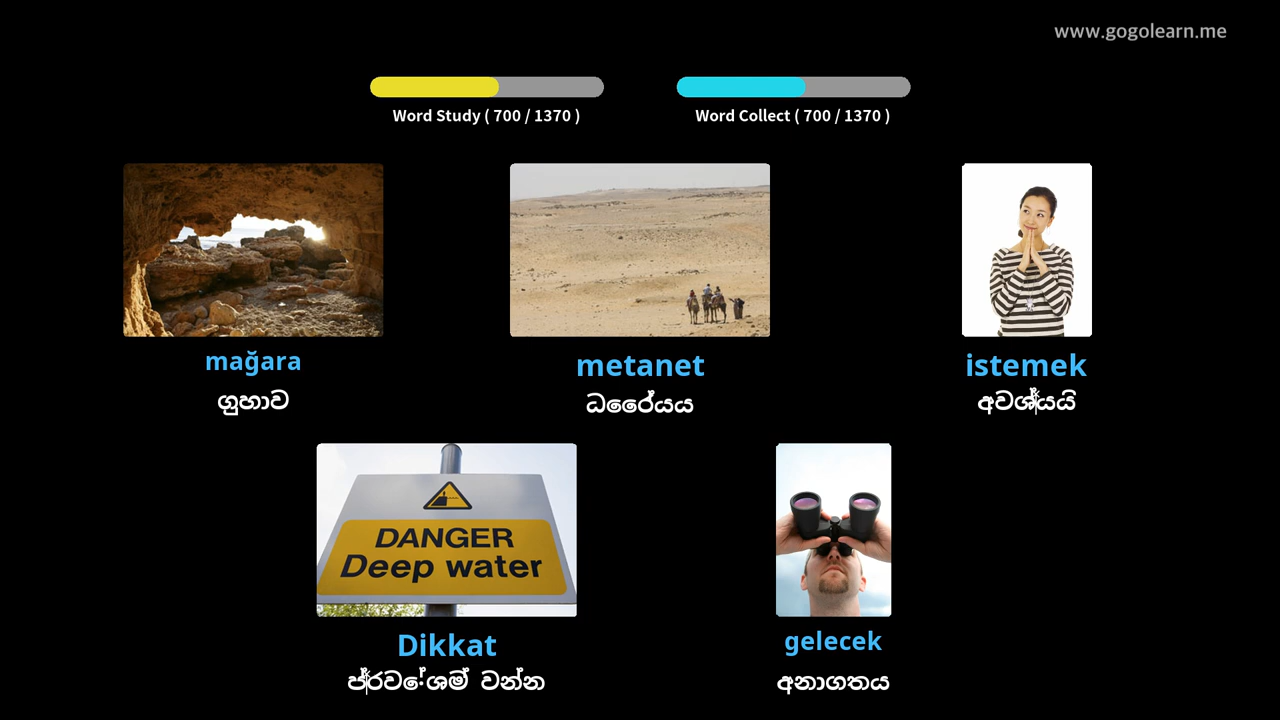 www.gogolearn.me
Word Study ( 700 / 1370 )
Word Collect ( 700 / 1370 )
mağara
ගුහාව
metanet
ධෛර්යය
istemek
අවශ්‍යයි
DANGER
Deep water
Dikkat
ප්‍රවේශම් වන්න
gelecek
අනාගතය